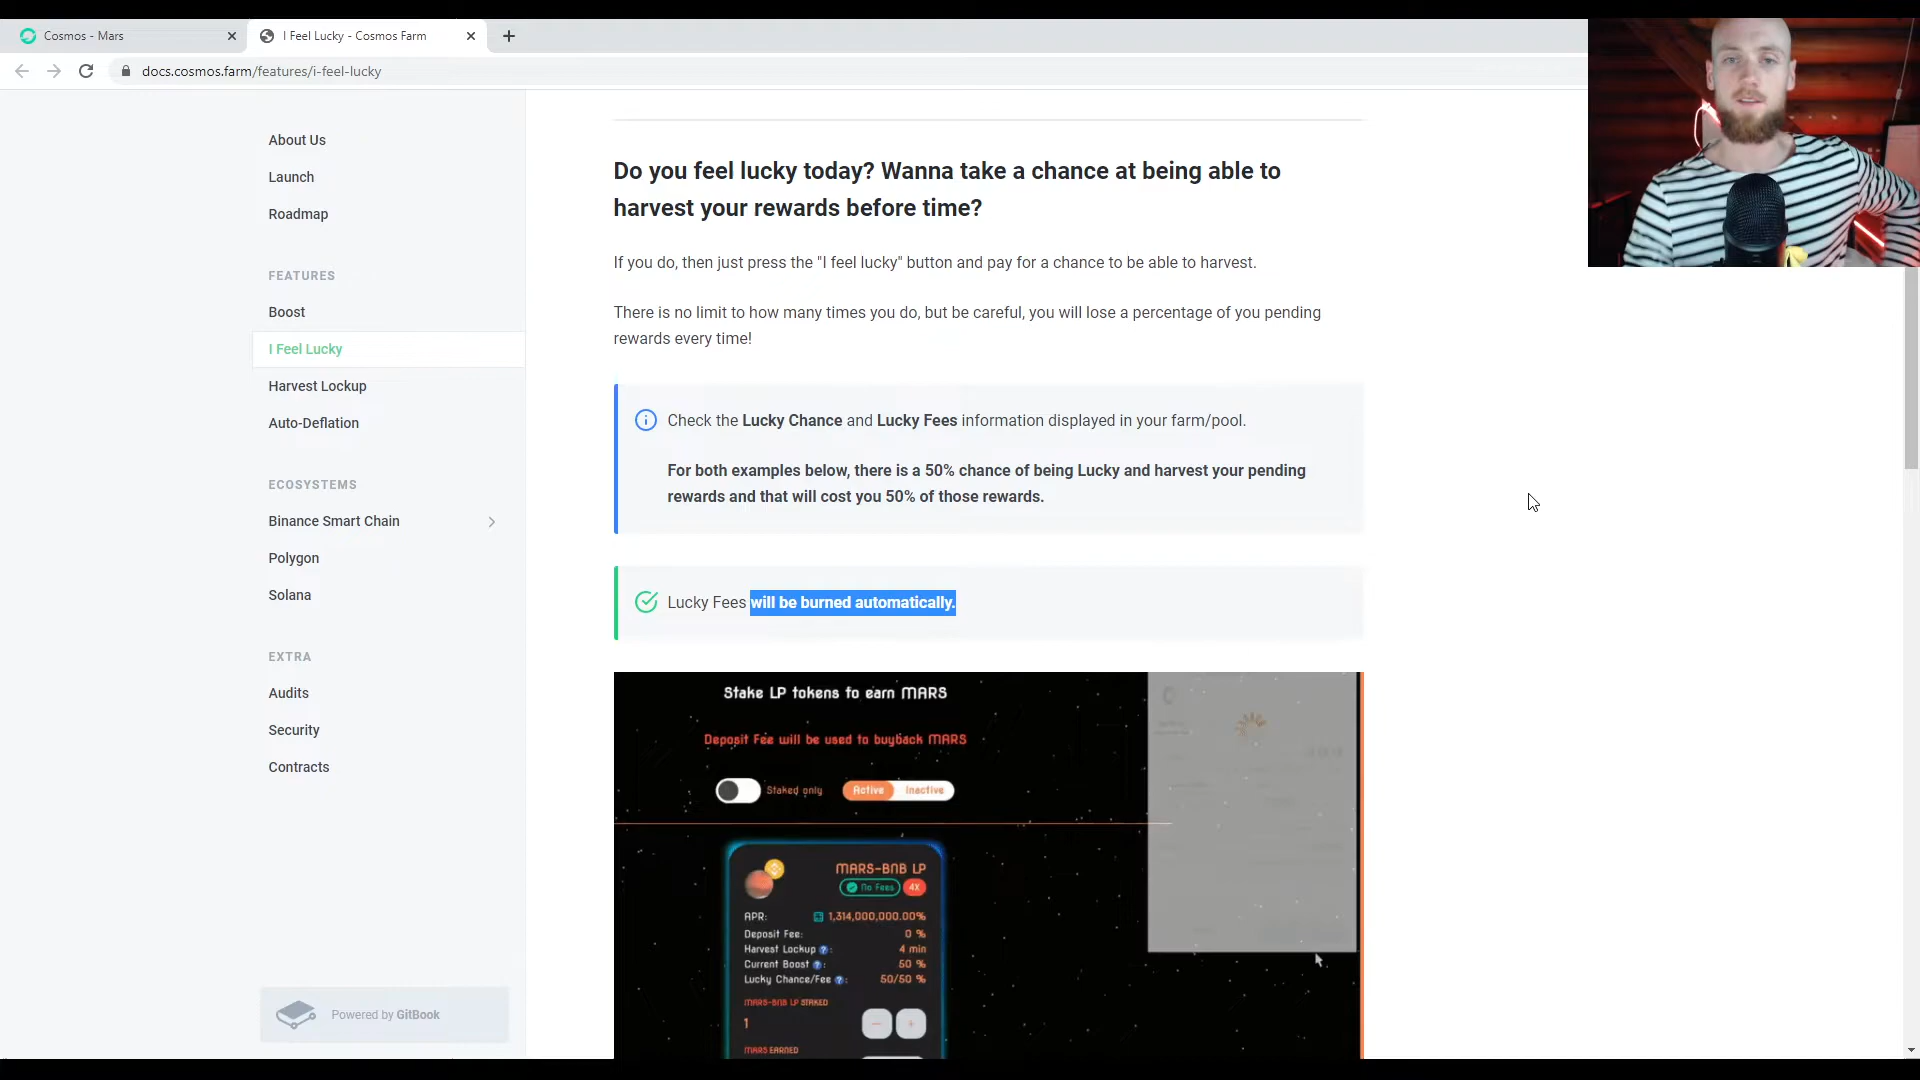 Cosmos - Mars
I Feel Lucky - Cosmos Farm
docs.cosmos.farm/features/i-feel-lucky
About Us
Launch
Roadmap
FEATURES
Boost
I Feel Lucky
Harvest Lockup
Auto-Deflation
ECOSYSTEMS
Binance Smart Chain
Polygon
Solana
EXTRA
Audits
Security
Contracts
Powered by GitBook
Do you feel lucky today? Wanna take a chance at being able to
harvest your rewards before time?
If you do, then just press the "I feel lucky" button and pay for a chance to be able to harvest.
There is no limit to how many times you do, but be careful, you will lose a percentage of you pending
rewards every time!
Check the Lucky Chance and Lucky Fees information displayed in your farm/pool.
For both examples below, there is a 50% chance of being Lucky and harvest your pending
rewards and that will cost you 50% of those rewards.
Lucky Fees will be burned automatically.
Stake LP tokens to earn MARS
Deposit Fee will be used to buyback MARS
Staked only
Active
Inactive
MARS-BNB LP
No Fees
4X
APR: 1,314,000,000.00%
Deposit Fee: 0 %
Harvest Lockup ?: 4 min
Current Boost ?: 50 %
Lucky Chance/Fee ?: 50/50 %
MARS-BNB LP STAKED
1
MARS EARNED